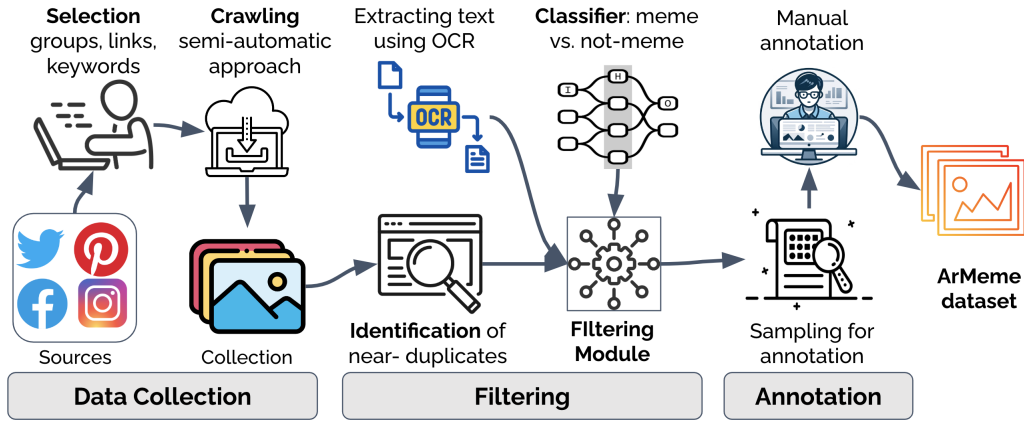 Selection
groups, links,
keywords
Crawling
semi-automatic
approach
Extracting text
using OCR
Classifier: meme
vs. not-meme
Manual
annotation
OCR
I
H
O
Sources
Collection
Identification of
near- duplicates
FIltering
Module
Sampling for
annotation
ArMeme
dataset
Data Collection
Filtering
Annotation